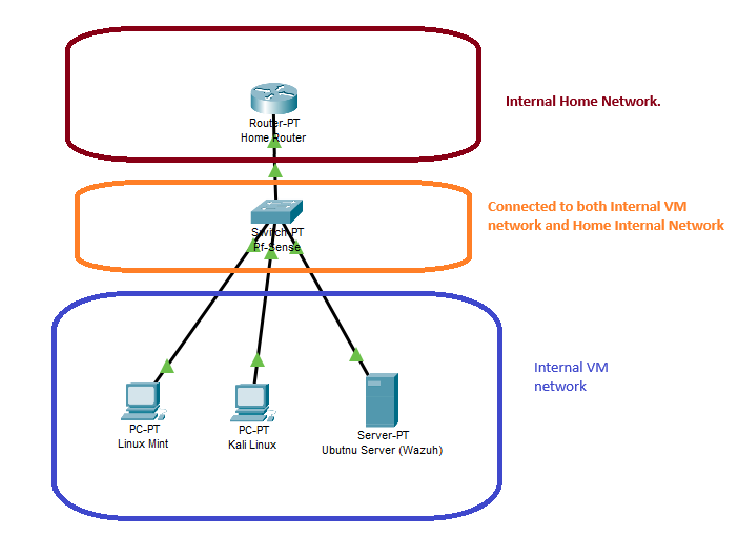 Internal Home Network.
Router-PT
Home Router
Connected to both Internal VM
network and Home Internal Network
Switch-PT
Pf-Sense
Internal VM
network
PC-PT
Linux Mint
PC-PT
Kali Linux
Server-PT
Ubutnu Server (Wazuh)